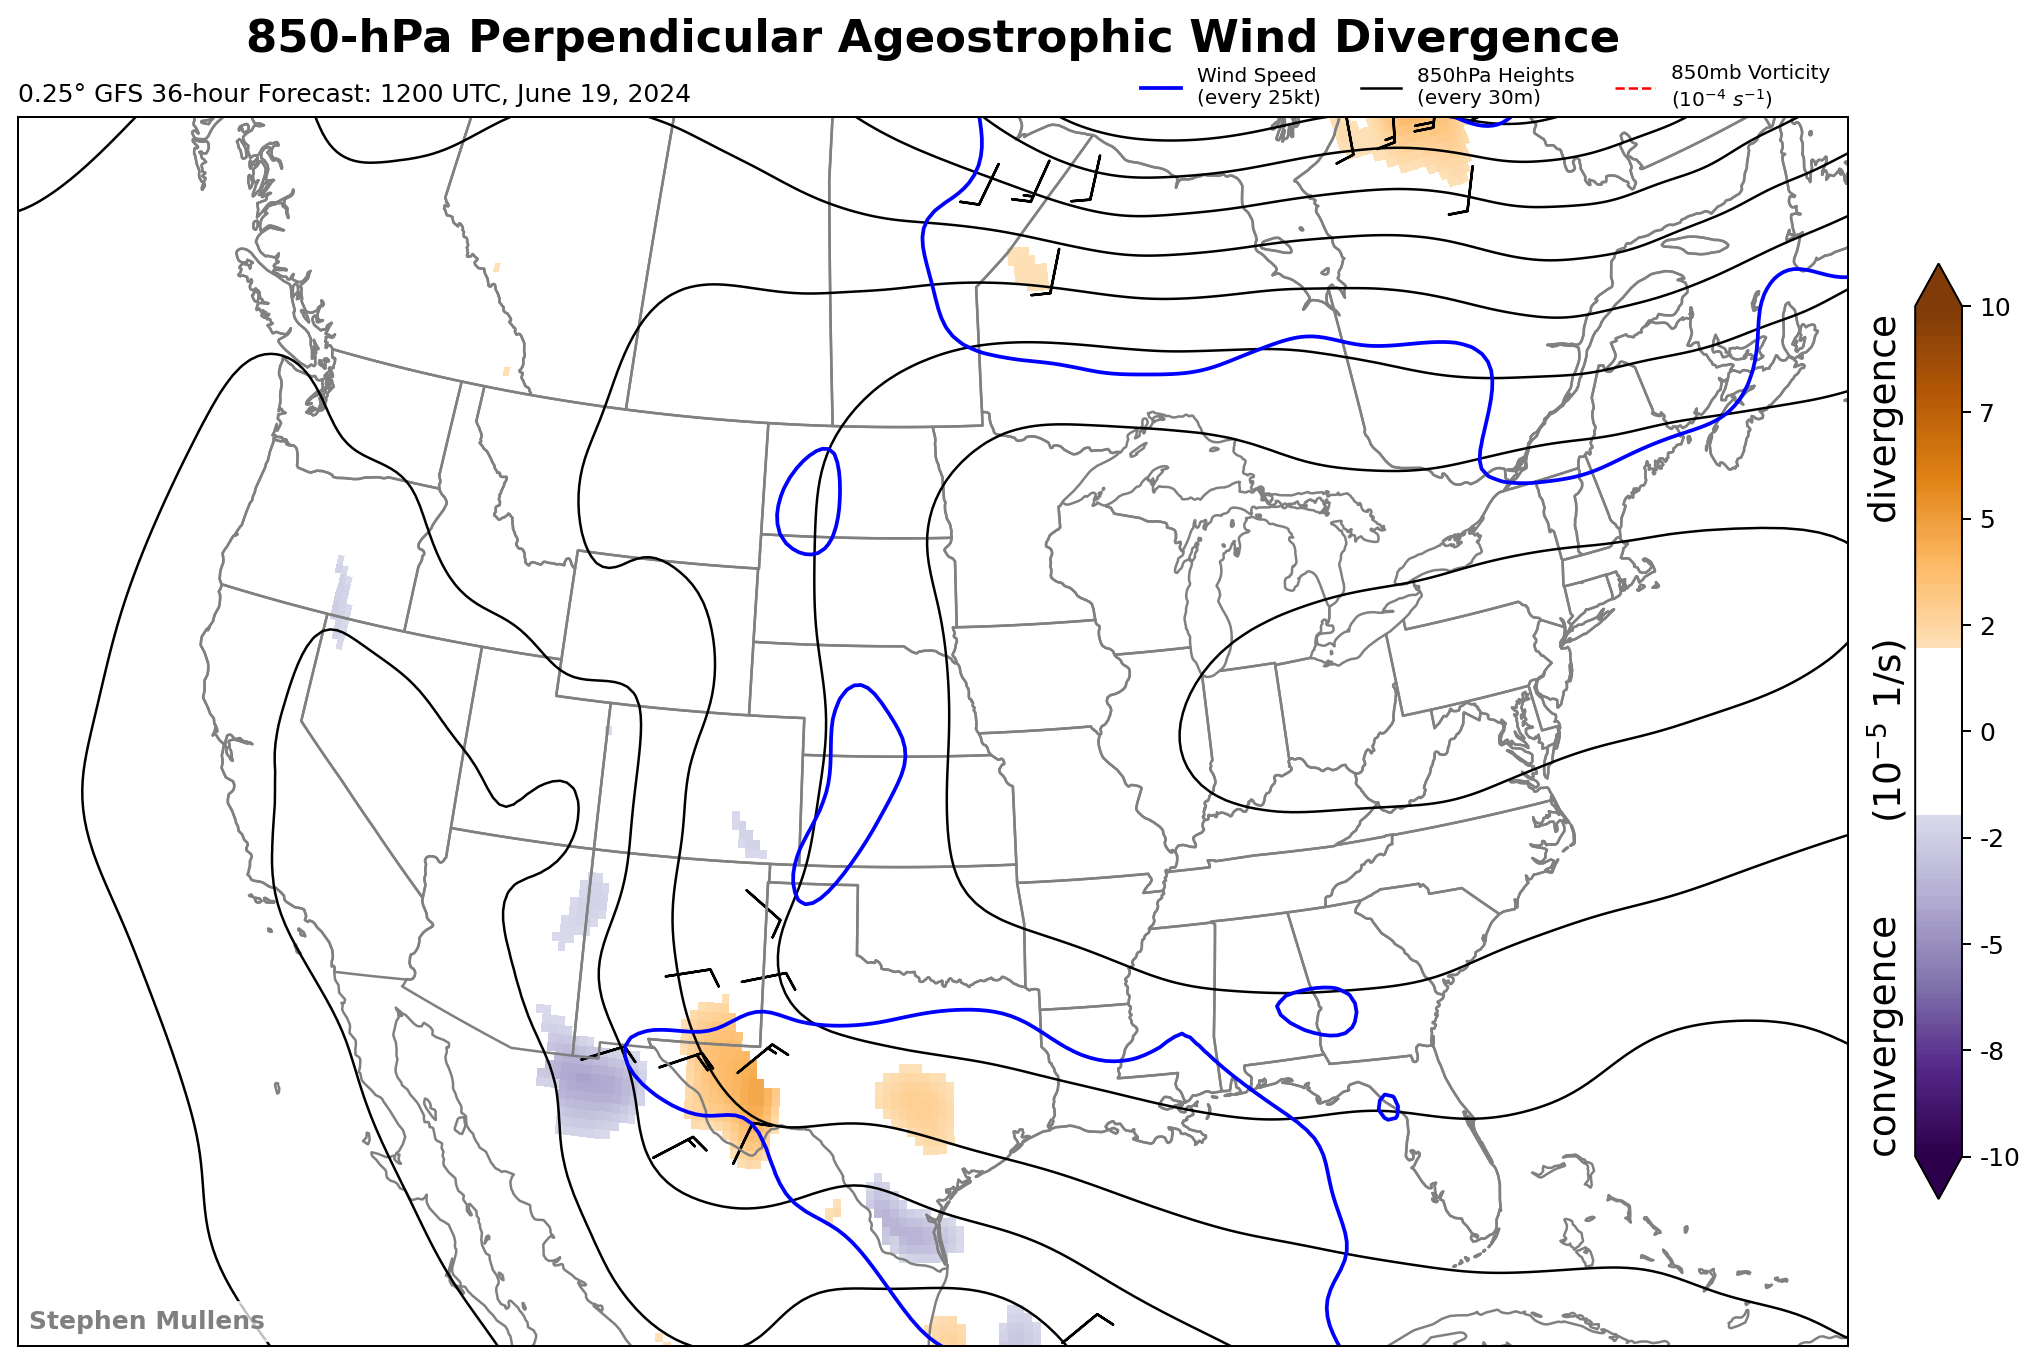 850-hPa Perpendicular Ageostrophic Wind Divergence
0.25° GFS 36-hour Forecast: 1200 UTC, June 19, 2024
Wind Speed
(every 25kt)
850hPa Heights
(every 30m)
850mb Vorticity
(10⁻⁴ s⁻¹)
10
7
5
2
0
-2
-5
-8
-10
convergence (10⁻⁵ 1/s) divergence
Stephen Mullens